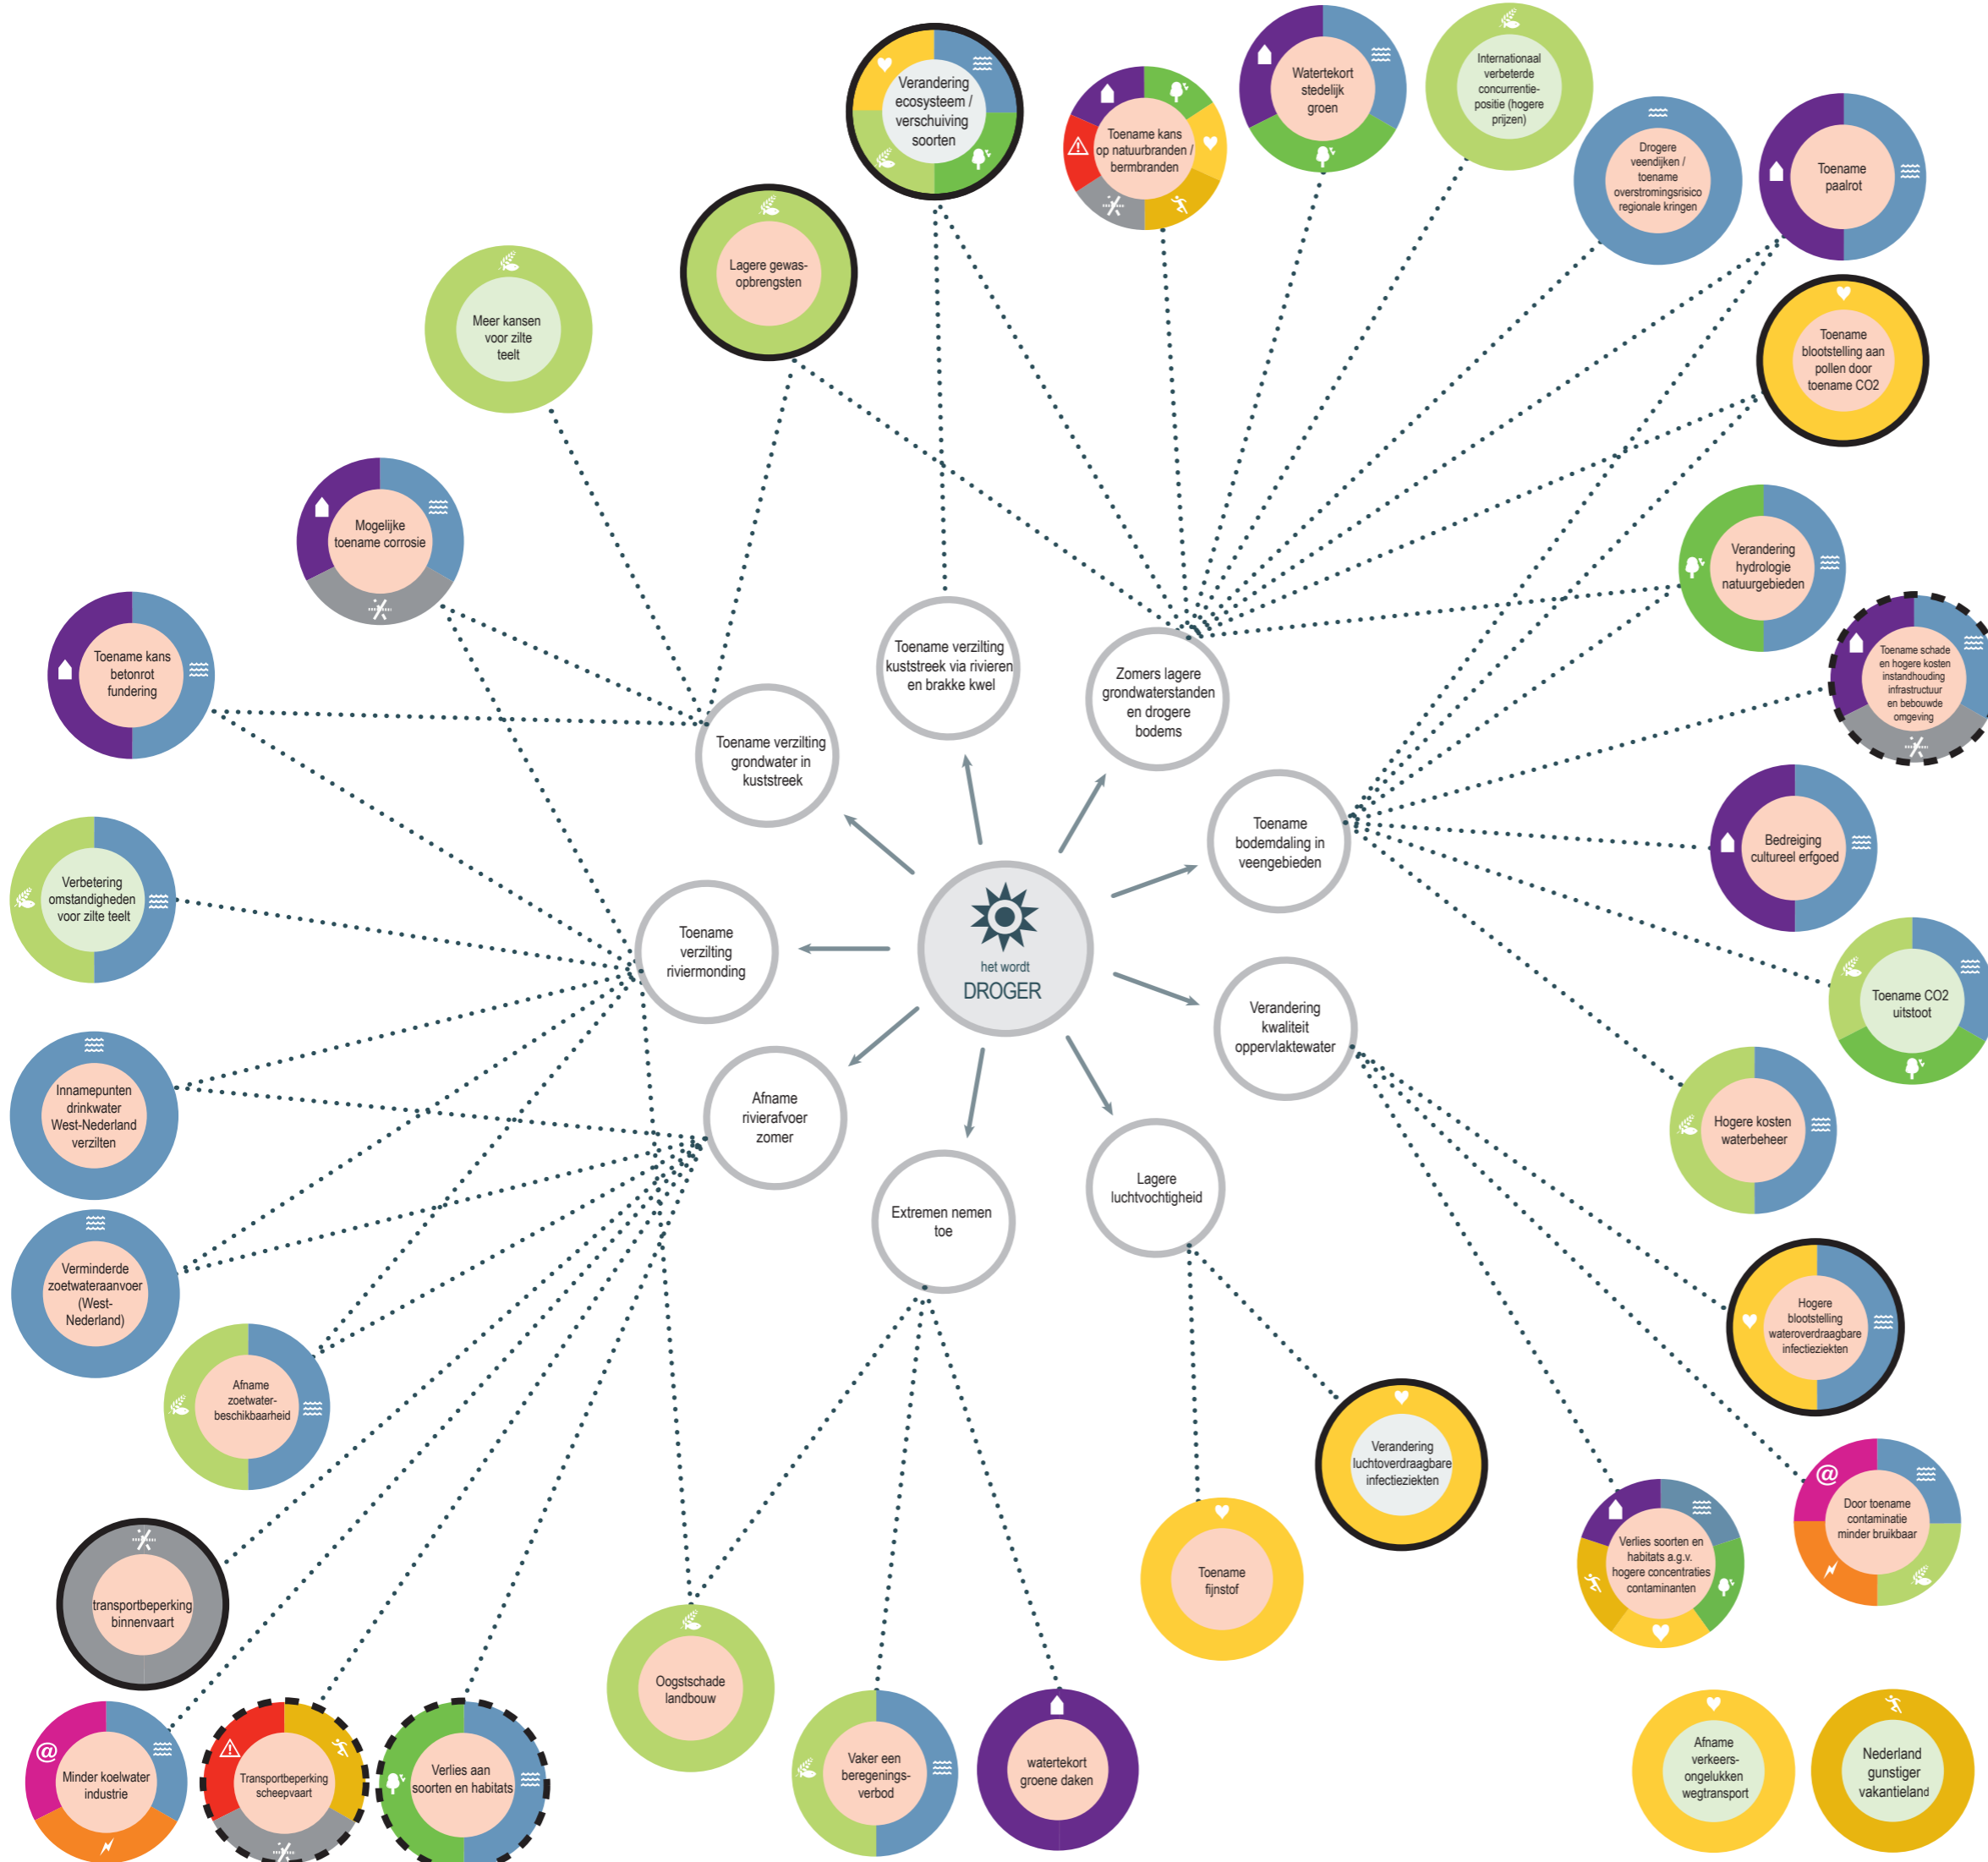 Verandering
ecosysteem /
verschuiving
soorten
Toename kans
op natuurbranden /
bermbranden
Watertekort
stedelijk
groen
Internationaal
verbeterde
concurrentie-
positie (hogere
prijzen)
Drogere
veendijken /
toename
overstromingsrisico
regionale kringen
Toename
paalrot
Lagere gewas-
opbrengsten
Meer kansen
voor zilte
teelt
Toename
blootstelling aan
pollen door
toename CO2
Mogelijke
toename corrosie
Verandering
hydrologie
natuurgebieden
Toename kans
betonrot
fundering
Toename schade
en hogere kosten
instandhouding
infrastructuur
en bebouwde
omgeving
Toename verzilting
kuststreek via rivieren
en brakke kwel
Zomers lagere
grondwaterstanden
en drogere
bodems
Toename verzilting
grondwater in
kuststreek
Toename
bodemdaling in
veengebieden
Bedreiging
cultureel erfgoed
Verbetering
omstandigheden
voor zilte teelt
Toename
verzilting
riviermonding
het wordt
DROGER
Verandering
kwaliteit
oppervlaktewater
Toename CO2
uitstoot
Innamepunten
drinkwater
West-Nederland
verzilten
Afname
rivierafvoer
zomer
Hogere kosten
waterbeheer
Extremen nemen
toe
Lagere
luchtvochtigheid
Verminderde
zoetwateraanvoer
(West-
Nederland)
Hogere
blootstelling
wateroverdraagbare
infectieziekten
Afname
zoetwater-
beschikbaarheid
Verandering
luchtoverdraagbare
infectieziekten
@
Door toename
contaminatie
minder bruikbaar
Verlies soorten en
habitats a.g.v.
hogere concentraties
contaminanten
Toename
fijnstof
transportbeperking
binnenvaart
Oogstschade
landbouw
@
Minder koelwater
industrie
Transportbeperking
scheepvaart
Verlies aan
soorten en habitats
Vaker een
beregenings-
verbod
watertekort
groene daken
Afname
verkeers-
ongelukken
wegtransport
Nederland
gunstiger
vakantieland